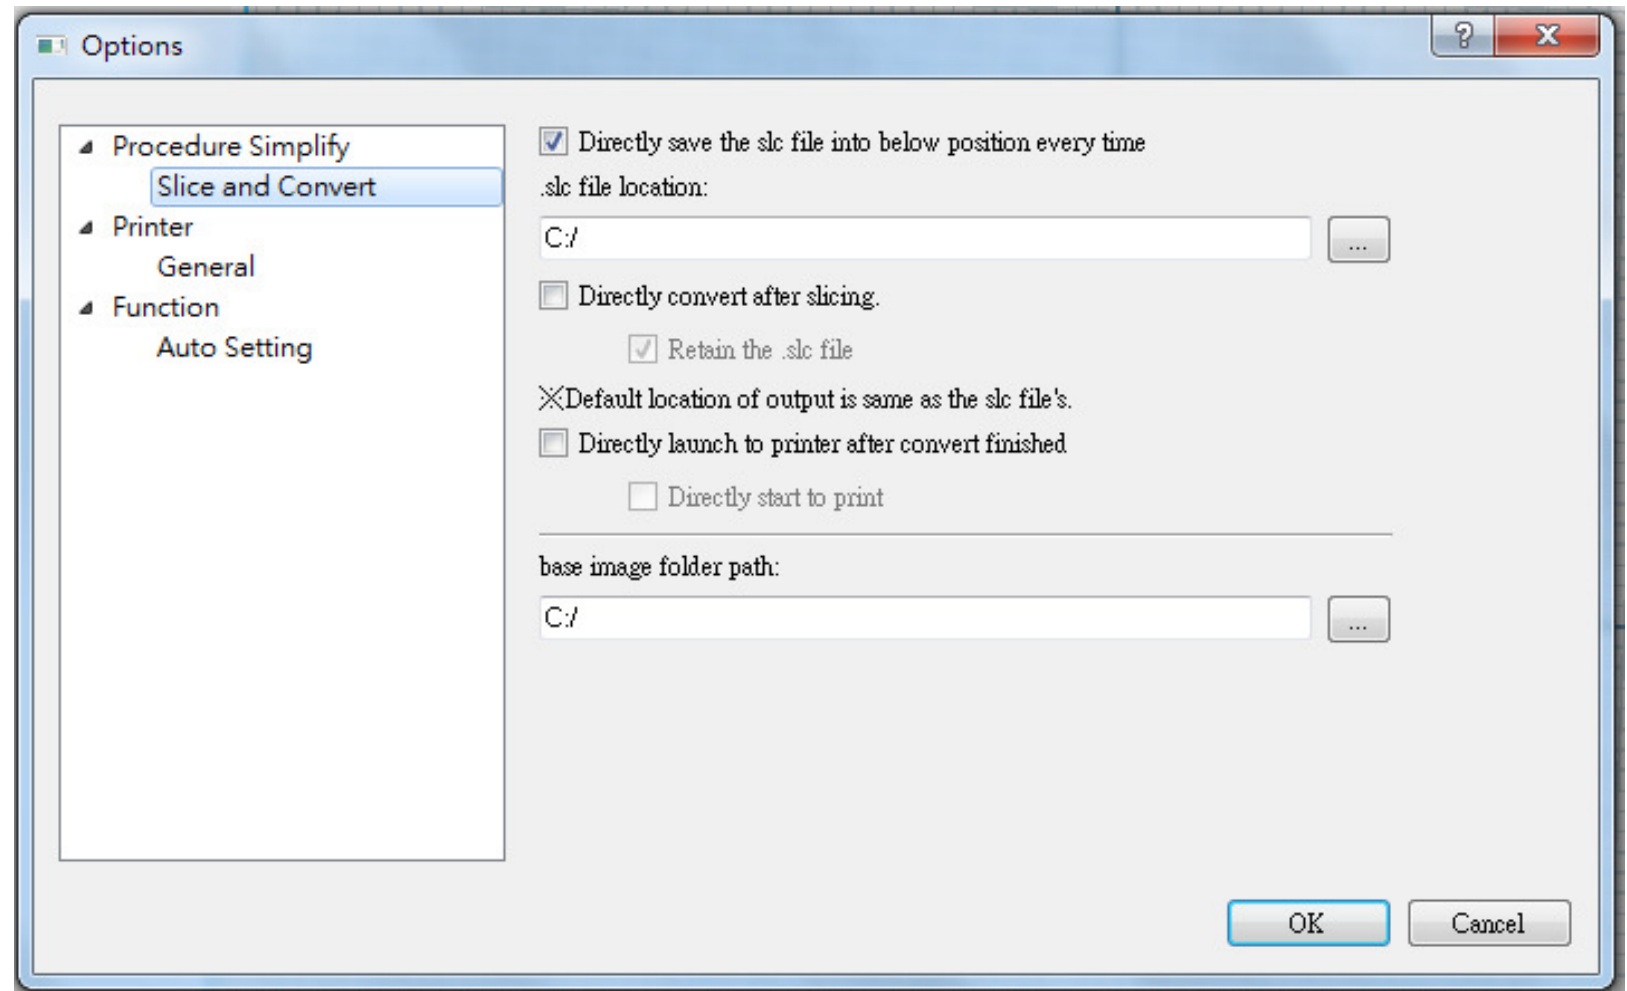 Options
?
Procedure Simplify
Slice and Convert
Printer
General
Function
Auto Setting
Directly save the slc file into below position every time
.slc file location:
C:/
...
Directly convert after slicing.
Retain the .slc file
※Default location of output is same as the slc file's.
Directly launch to printer after convert finished
Directly start to print
base image folder path:
C:/
...
OK
Cancel